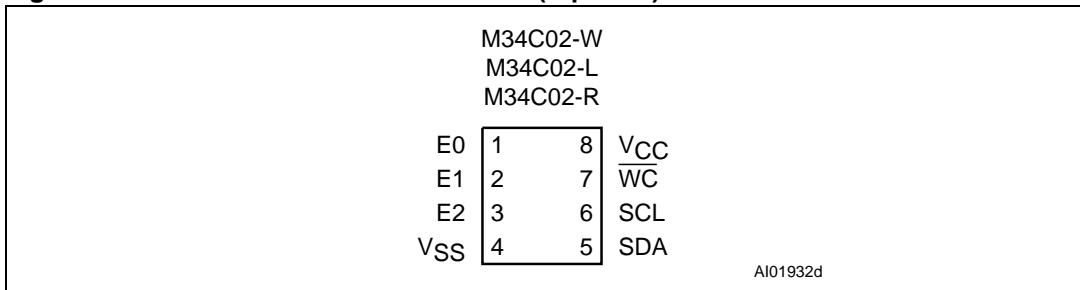 M34C02-W
M34C02-L
M34C02-R
E0 1 8 VCC
E1 2 7 W̅C̅
E2 3 6 SCL
VSS 4 5 SDA
AI01932d